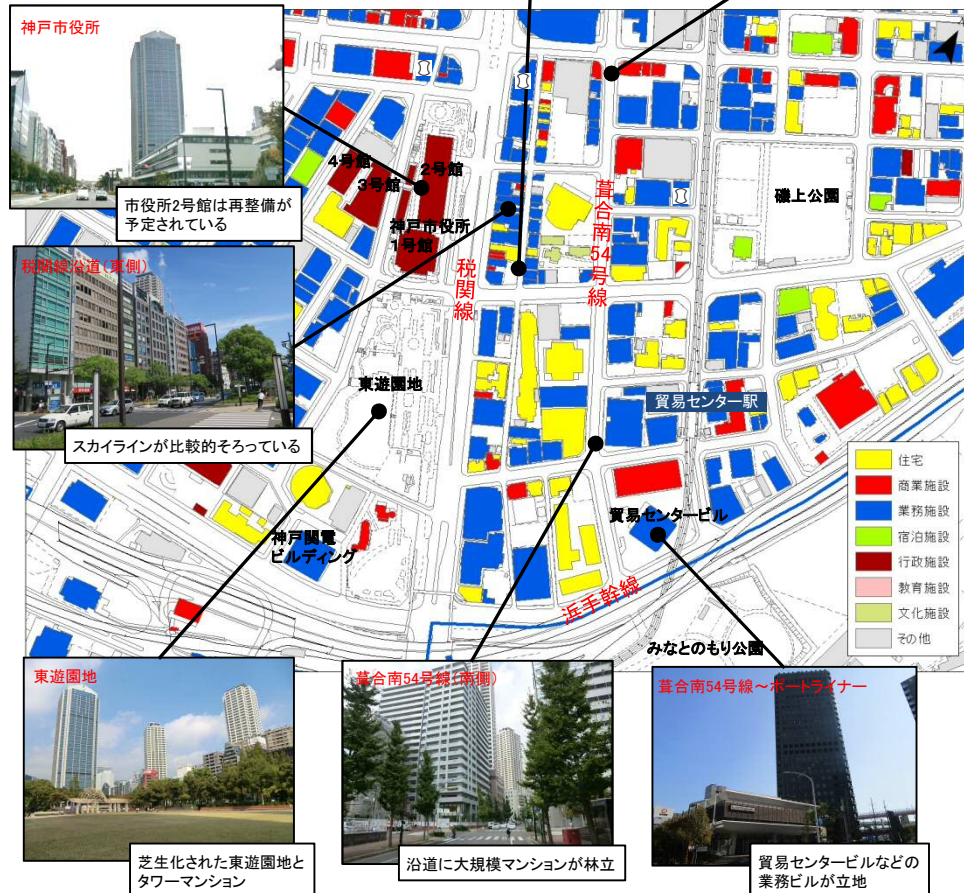 神戸市役所
市役所2号館は再整備が
予定されている
税関線沿道(東側)
スカイラインが比較的そろっている
4号館
3号館
2号館
神戸市役所
1号館
税関線
葺合南54号線
磯上公園
東遊園地
貿易センター駅
神戸関電
ビルディング
貿易センタービル
浜手幹線
みなとのもり公園
住宅
商業施設
業務施設
宿泊施設
行政施設
教育施設
文化施設
その他
東遊園地
芝生化された東遊園地と
タワーマンション
葺合南54号線(南側)
沿道に大規模マンションが林立
葺合南54号線~ポートライナー
貿易センタービルなどの
業務ビルが立地